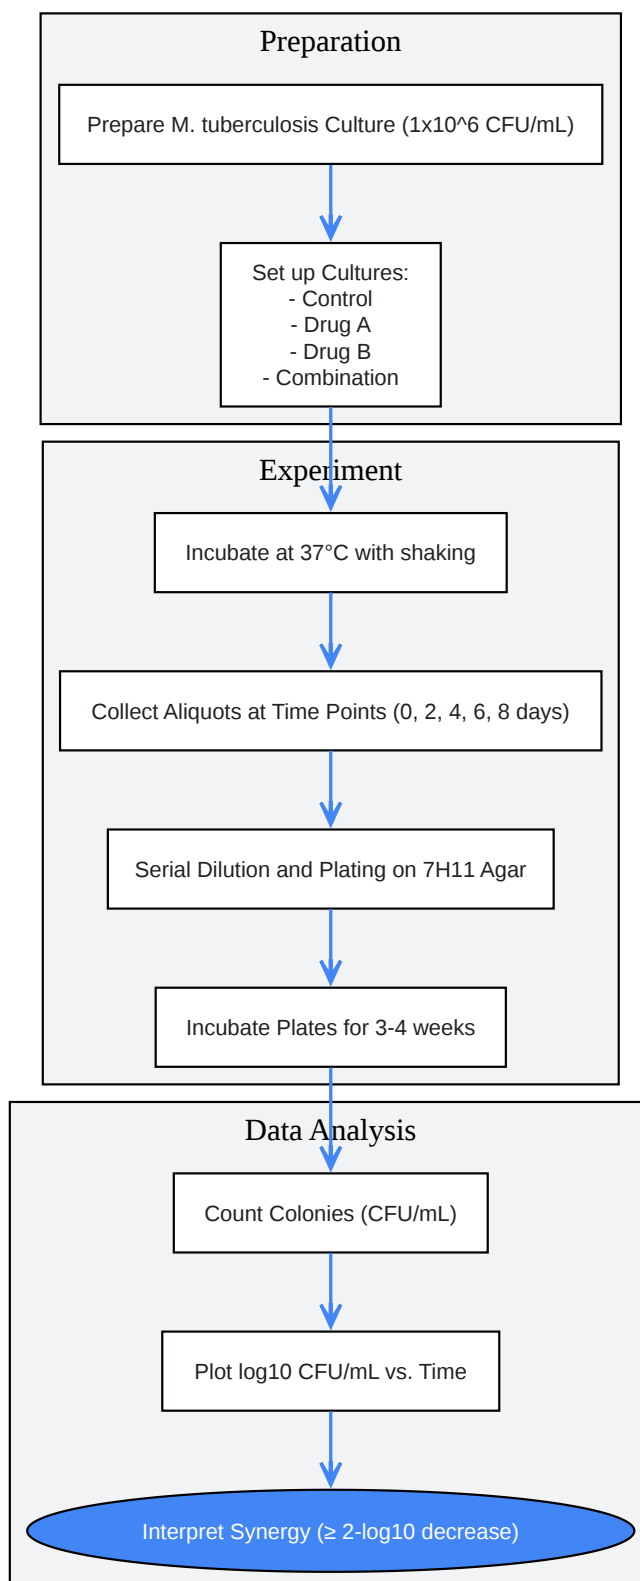 Preparation
Prepare M. tuberculosis Culture (1x10^6 CFU/mL)
Set up Cultures:
- Control
- Drug A
- Drug B
- Combination
Experiment
Incubate at 37°C with shaking
Collect Aliquots at Time Points (0, 2, 4, 6, 8 days)
Serial Dilution and Plating on 7H11 Agar
Incubate Plates for 3-4 weeks
Data Analysis
Count Colonies (CFU/mL)
Plot log10 CFU/mL vs. Time
Interpret Synergy (≥ 2-log10 decrease)